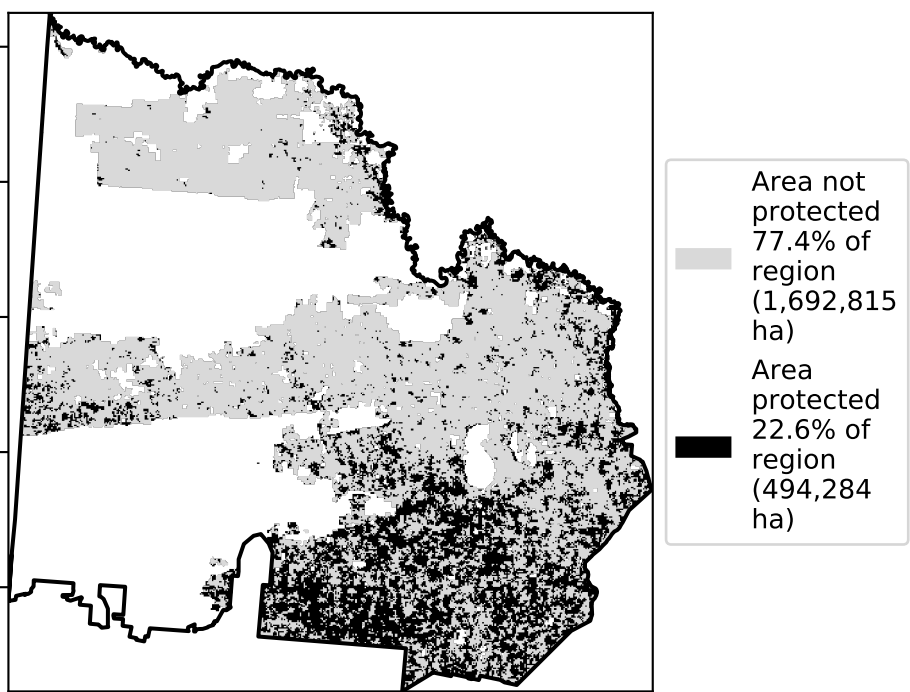 Area not
protected
77.4% of
region
(1,692,815
ha)
Area
protected
22.6% of
region
(494,284
ha)